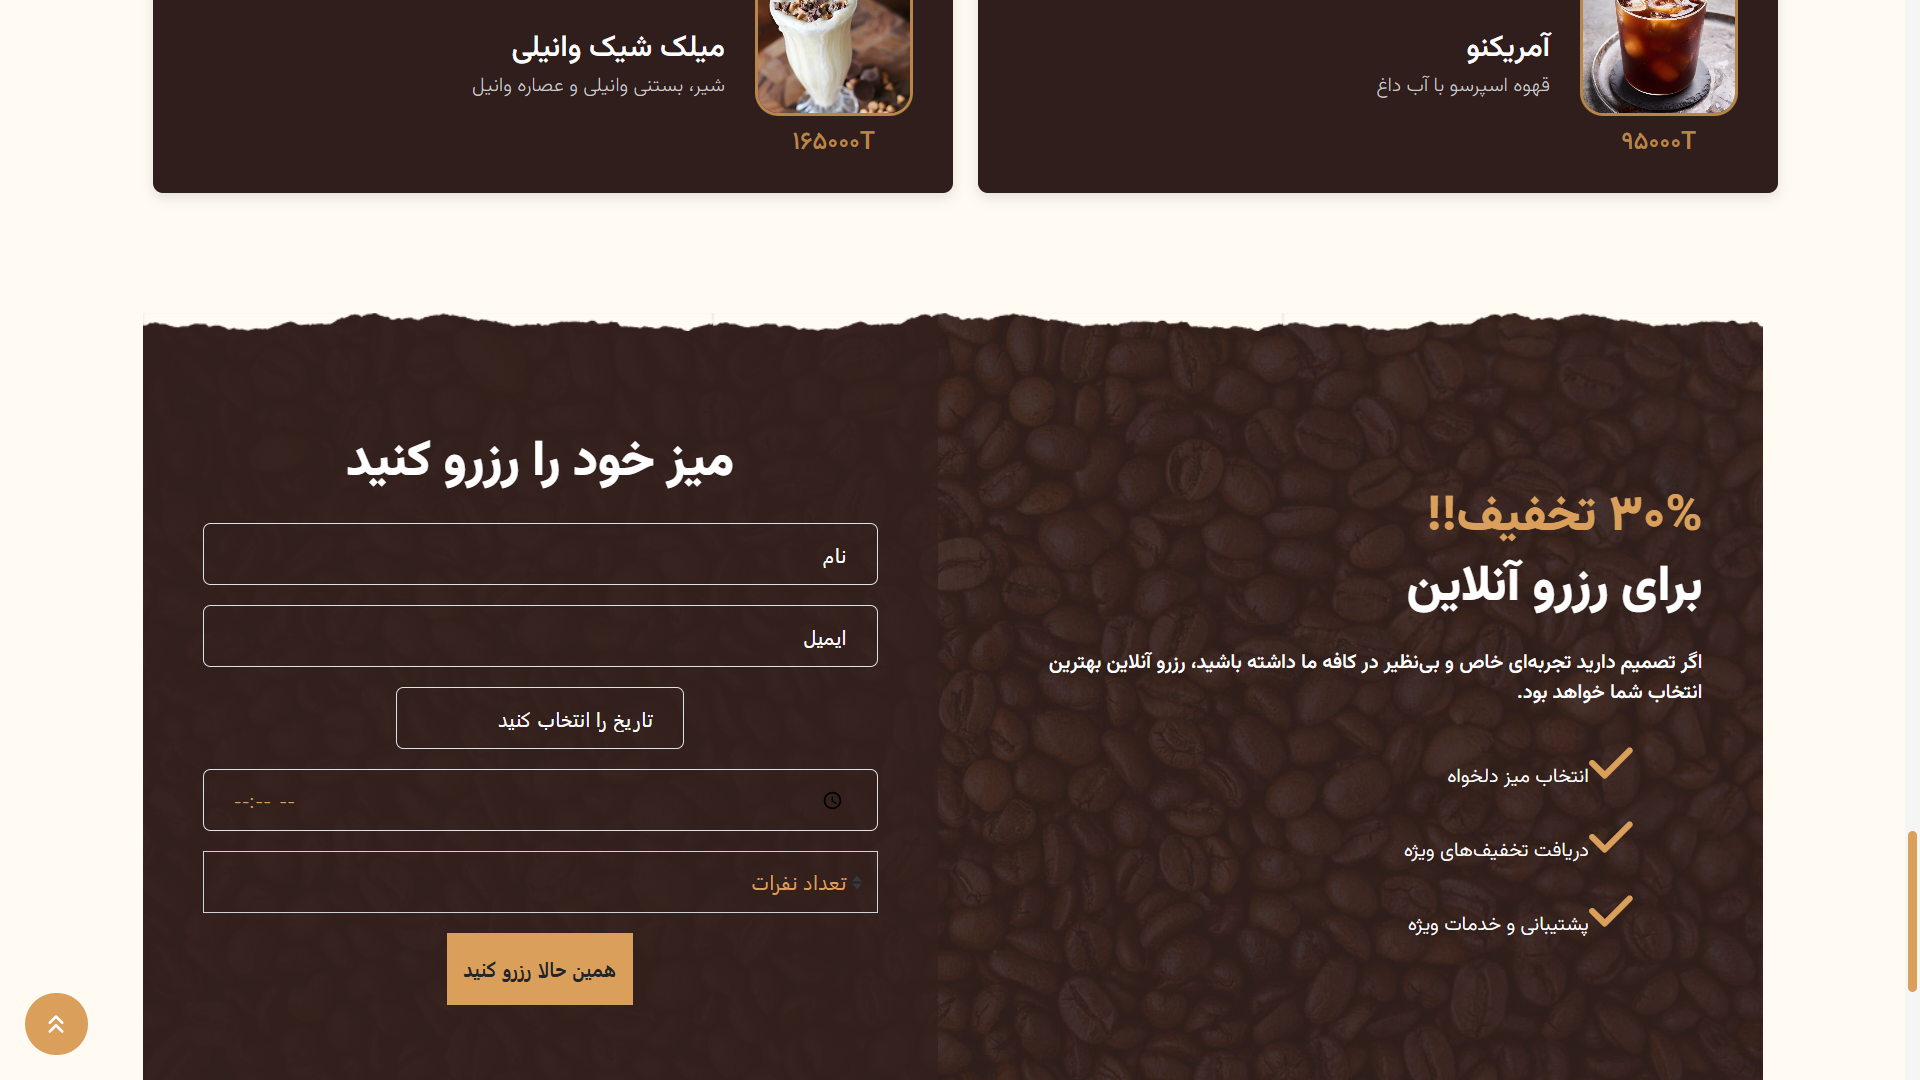 آمریکنو
قهوه اسپرسو با آب داغ
۹۵۰۰۰T
میلک شیک وانیلی
شیر، بستنی وانیلی و عصاره وانیل
۱۶۵۰۰۰T
۳۰% تخفیف!!
برای رزرو آنلاین
اگر تصمیم دارید تجربه‌ای خاص و بی‌نظیر در کافه ما داشته باشید، رزرو آنلاین بهترین
انتخاب شما خواهد بود.
انتخاب میز دلخواه
دریافت تخفیف‌های ویژه
پشتیبانی و خدمات ویژه
میز خود را رزرو کنید
نام
ایمیل
تاریخ را انتخاب کنید
--:-- --
تعداد نفرات
همین حالا رزرو کنید